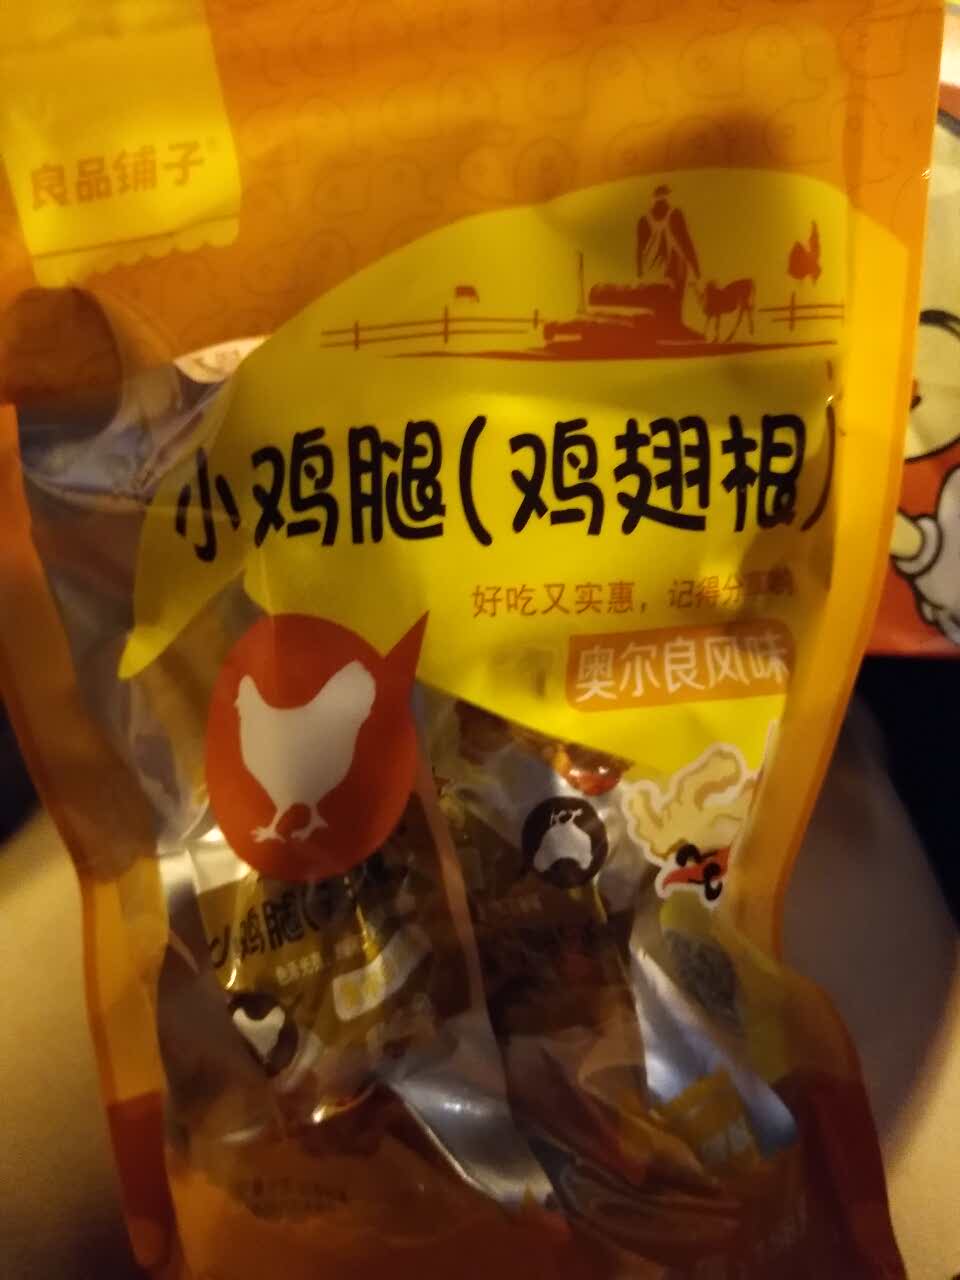 良品铺子
小鸡腿(鸡翅根)
好吃又实惠，记得分享哟
奥尔良风味
小鸡腿(